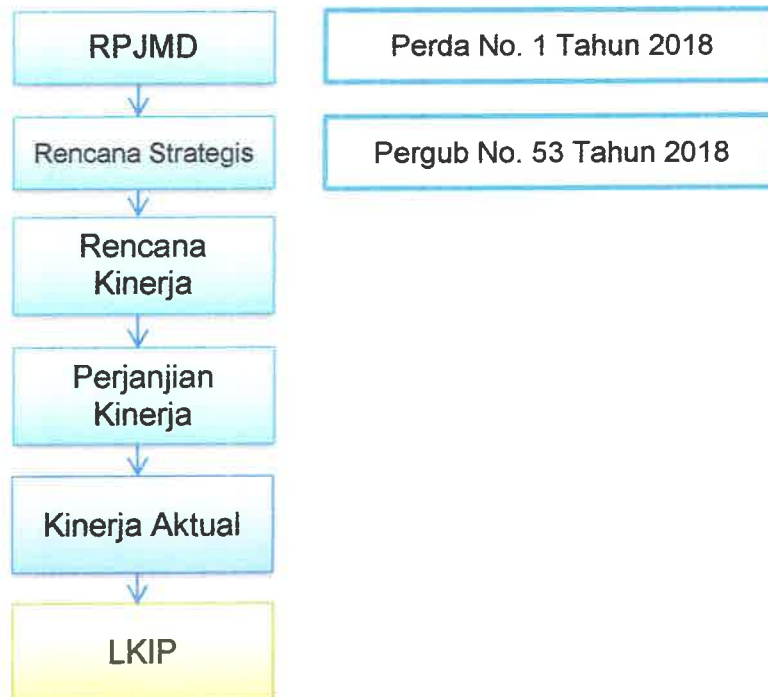 RPJMD
Perda No. 1 Tahun 2018
Rencana Strategis
Pergub No. 53 Tahun 2018
Rencana
Kinerja
Perjanjian
Kinerja
Kinerja Aktual
LKIP